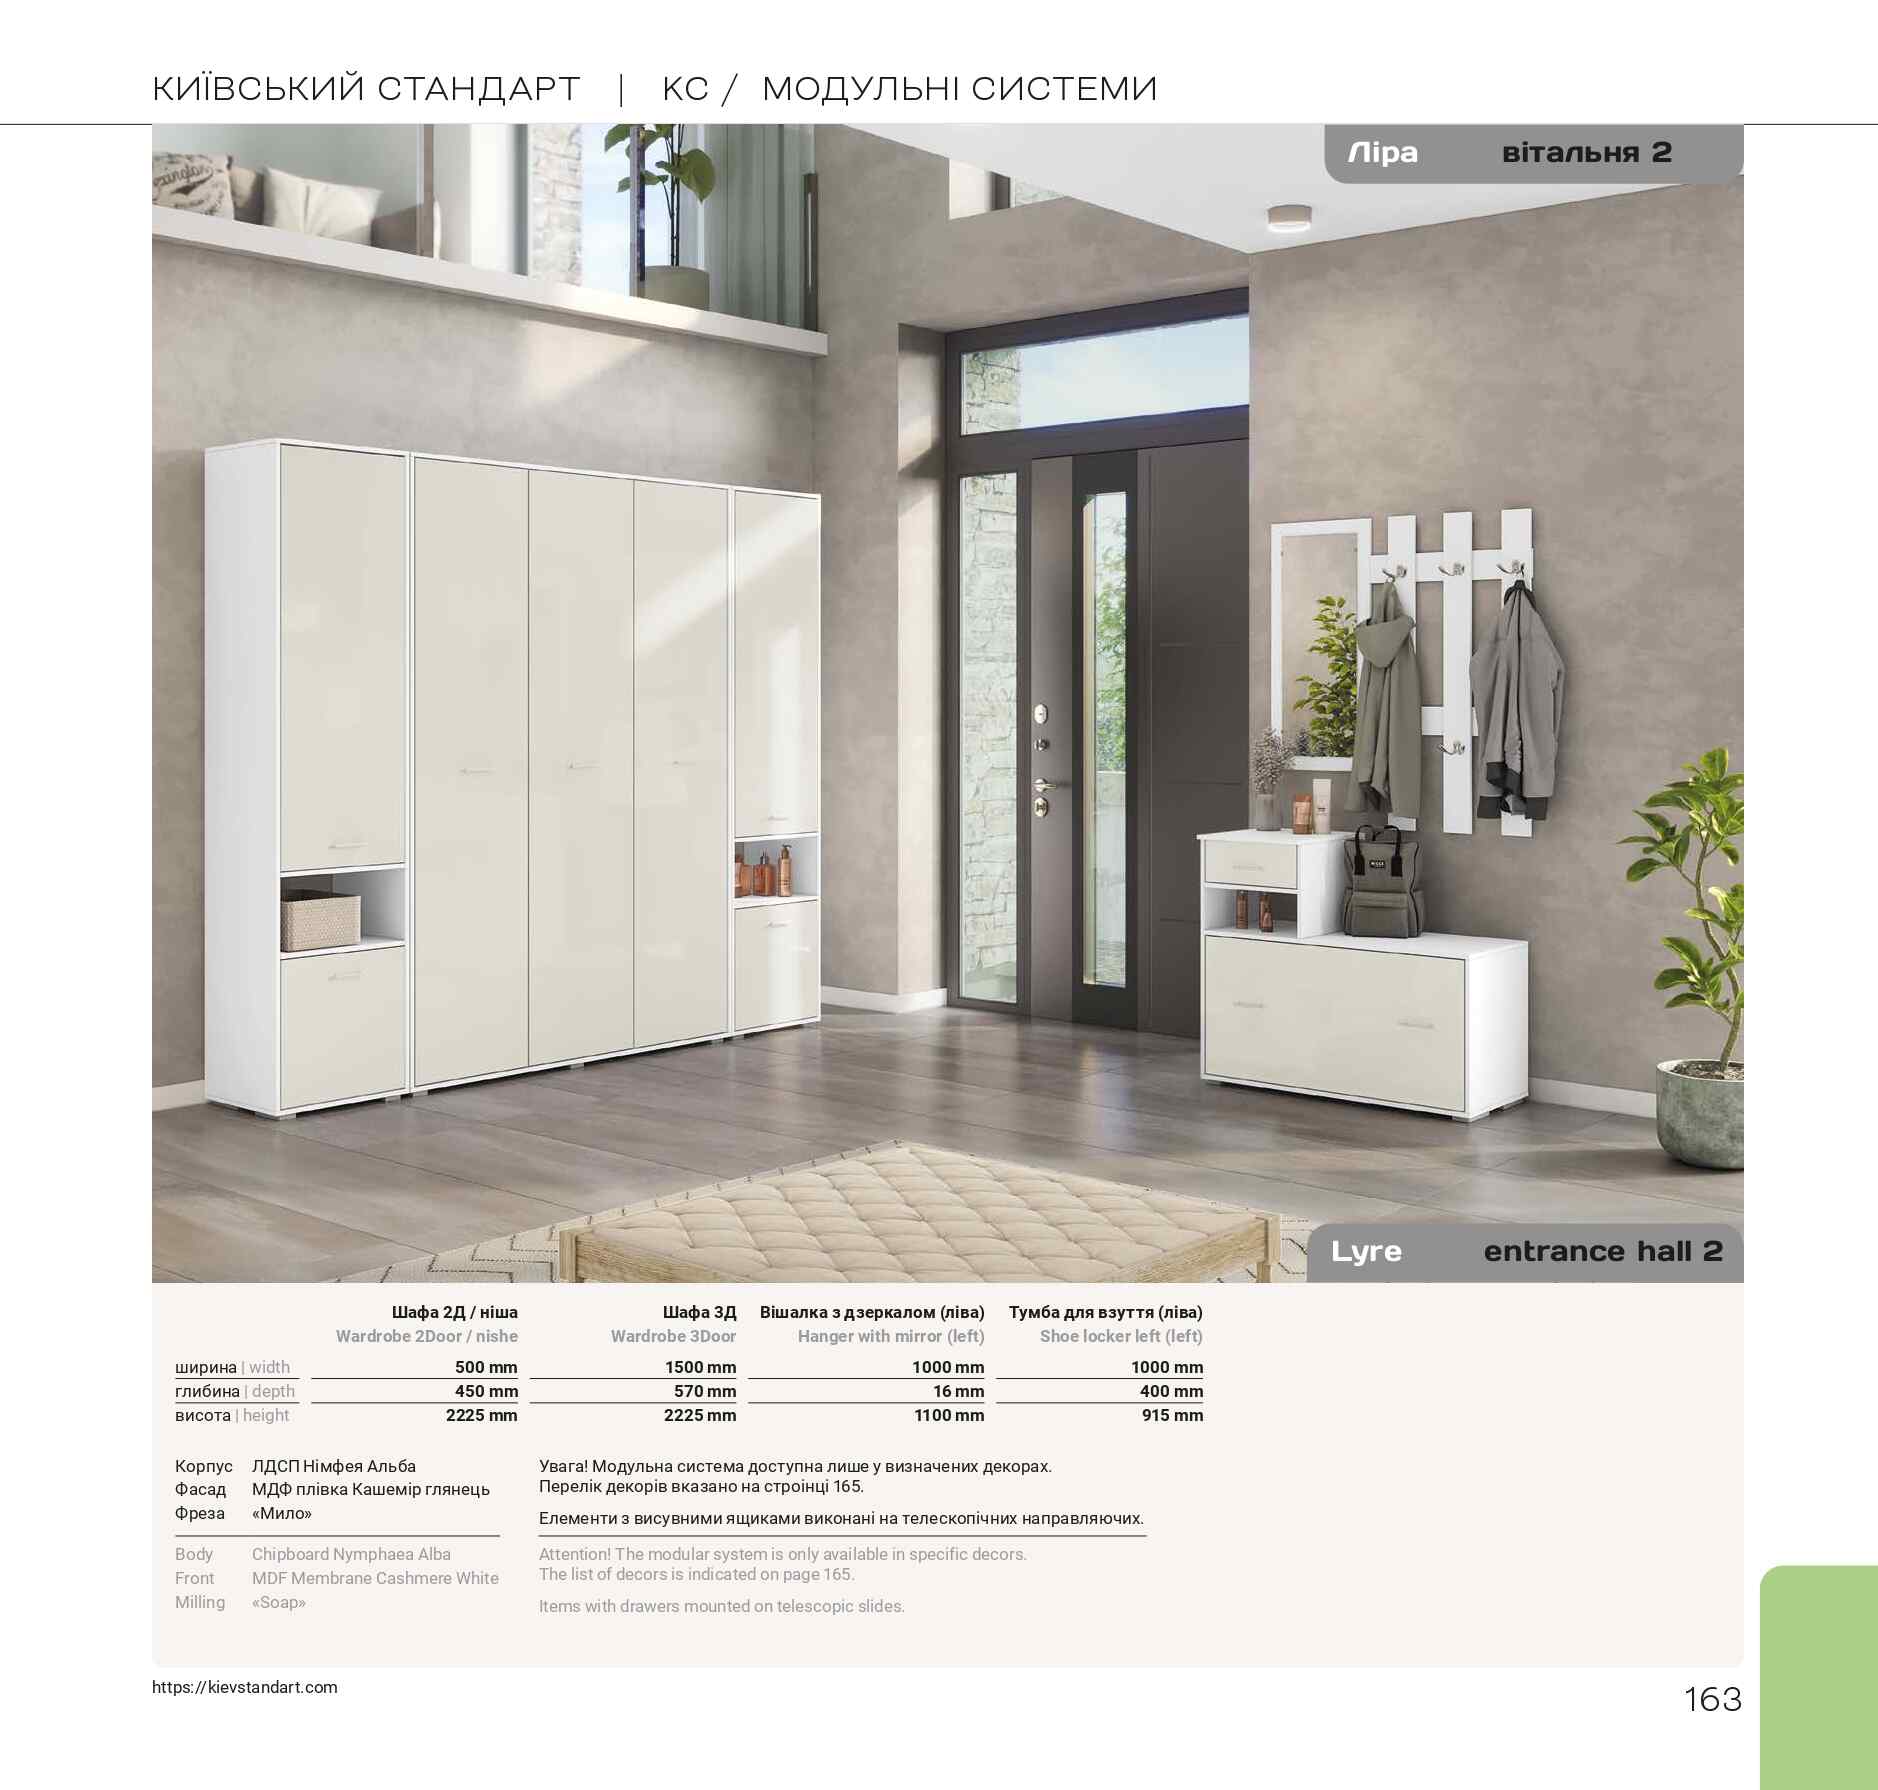 КИЇВСЬКИЙ СТАНДАРТ | КС / МОДУЛЬНІ СИСТЕМИ
Ліра вітальня 2
Lyre entrance hall 2
Шафа 2Д / ніша Шафа 3Д Вішалка з дзеркалом (ліва) Тумба для взуття (ліва)
Wardrobe 2Door / nishe Wardrobe 3Door Hanger with mirror (left) Shoe locker left (left)
ширина | width 500 mm 1500 mm 1000 mm 1000 mm
глибина | depth 450 mm 570 mm 16 mm 400 mm
висота | height 2225 mm 2225 mm 1100 mm 915 mm
Корпус ЛДСП Німфея Альба
Фасад МДФ плівка Кашемір глянець
Фреза «Мило»
Body Chipboard Nymphaea Alba
Front MDF Membrane Cashmere White
Milling «Soap»
Увага! Модульна система доступна лише у визначених декорах.
Перелік декорів вказано на строінці 165.
Елементи з висувними ящиками виконані на телескопічних направляючих.
Attention! The modular system is only available in specific decors.
The list of decors is indicated on page 165.
Items with drawers mounted on telescopic slides.
https://kievstandart.com
163